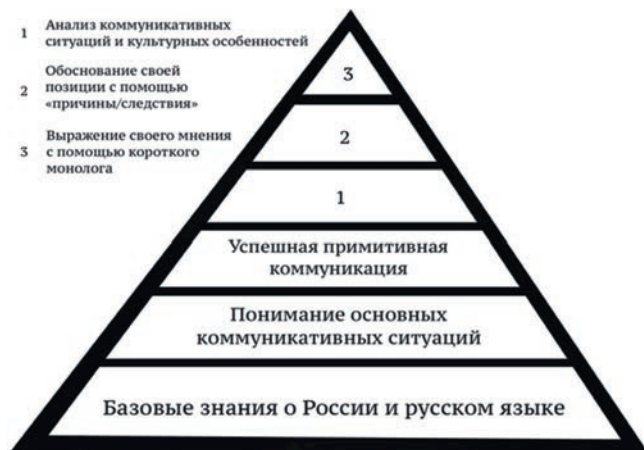 1 Анализ коммуникативных
ситуаций и культурных особенностей
2 Обоснование своей
позиции с помощью
«причины/следствия»
3 Выражение своего мнения
с помощью короткого
монолога
3
2
1
Успешная примитивная
коммуникация
Понимание основных
коммуникативных ситуаций
Базовые знания о России и русском языке